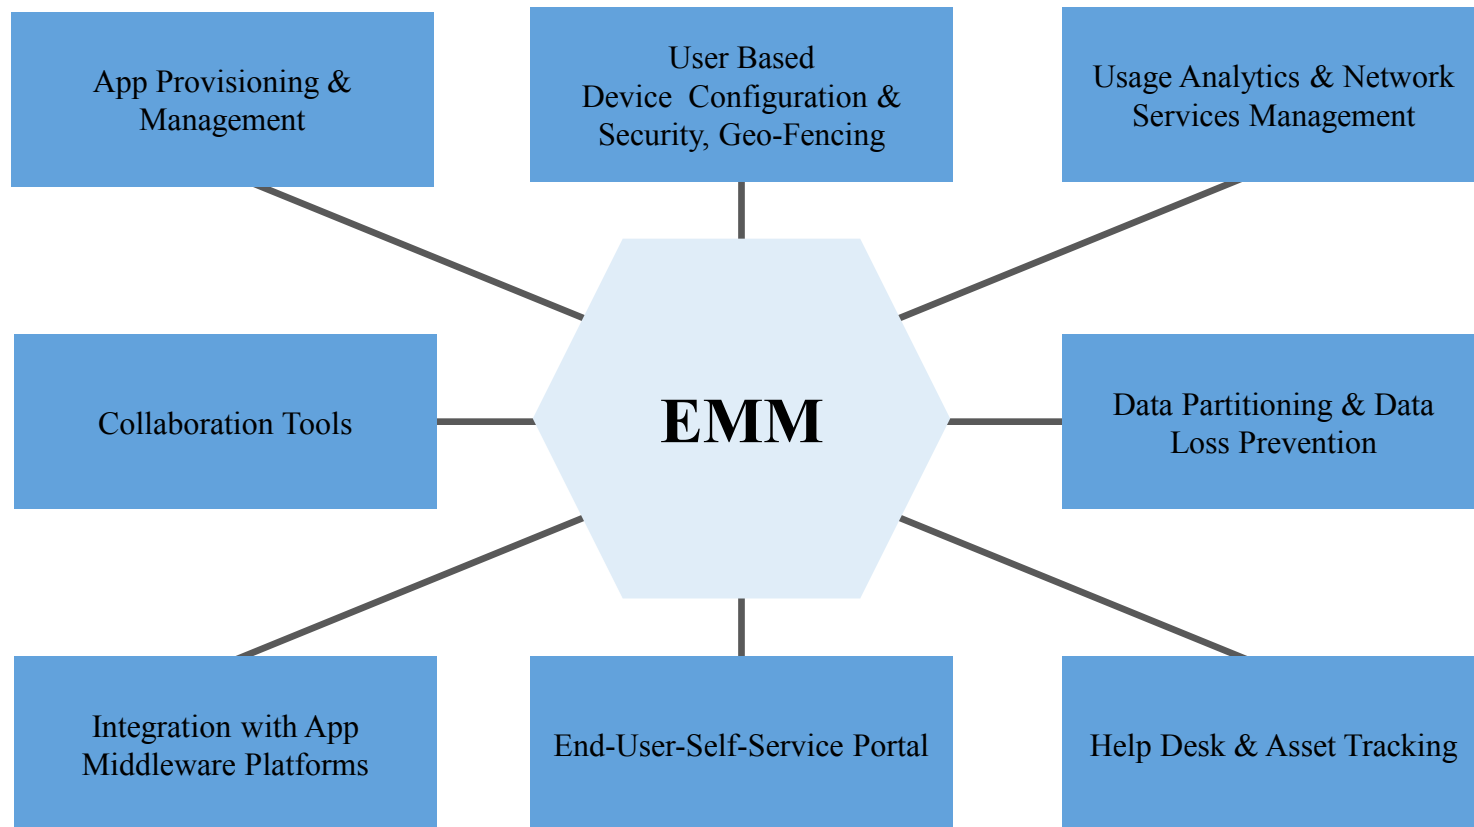 App Provisioning &
Management
User Based
Device  Configuration &
Security, Geo-Fencing
Usage Analytics & Network
Services Management
Collaboration Tools
EMM
Data Partitioning & Data
Loss Prevention
Integration with App
Middleware Platforms
End-User-Self-Service Portal
Help Desk & Asset Tracking